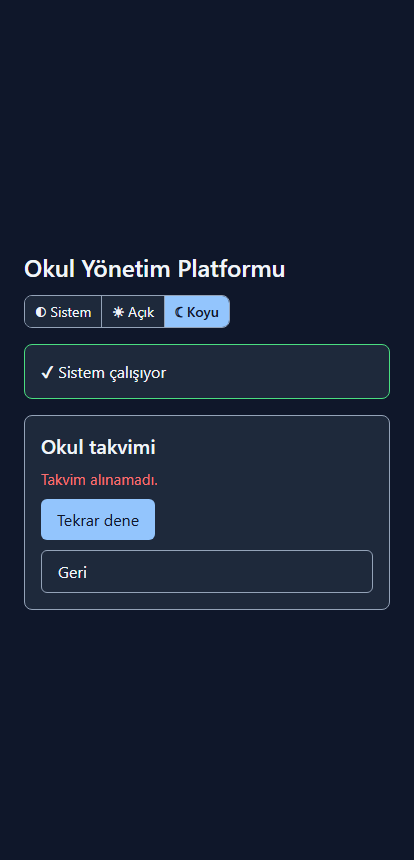 Okul Yönetim Platformu
◐ Sistem ☀ Açık ☾ Koyu
✔ Sistem çalışıyor
Okul takvimi
Takvim alınamadı.
Tekrar dene
Geri